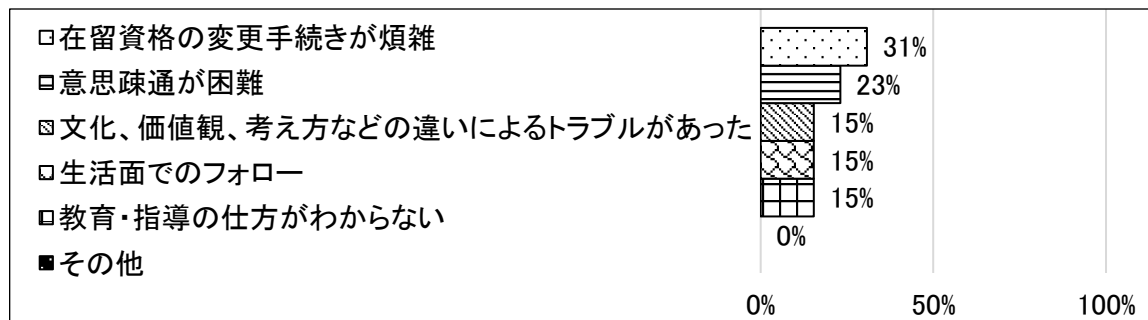 在留資格の変更手続きが煩雑
意思疎通が困難
文化、価値観、考え方などの違いによるトラブルがあった
生活面でのフォロー
教育・指導の仕方がわからない
その他
31%
23%
15%
15%
15%
0%
0% 50% 100%